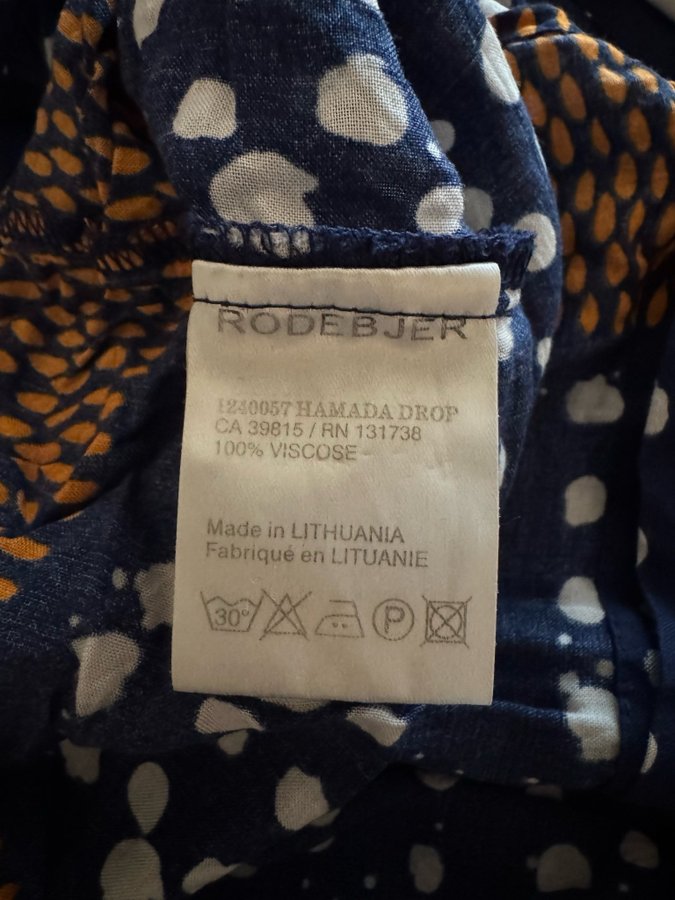 RODEBJER
1240057 HAMADA DROP
CA 39815 / RN 131738
100% VISCOSE
Made in LITHUANIA
Fabriqué en LITUANIE
30°
P